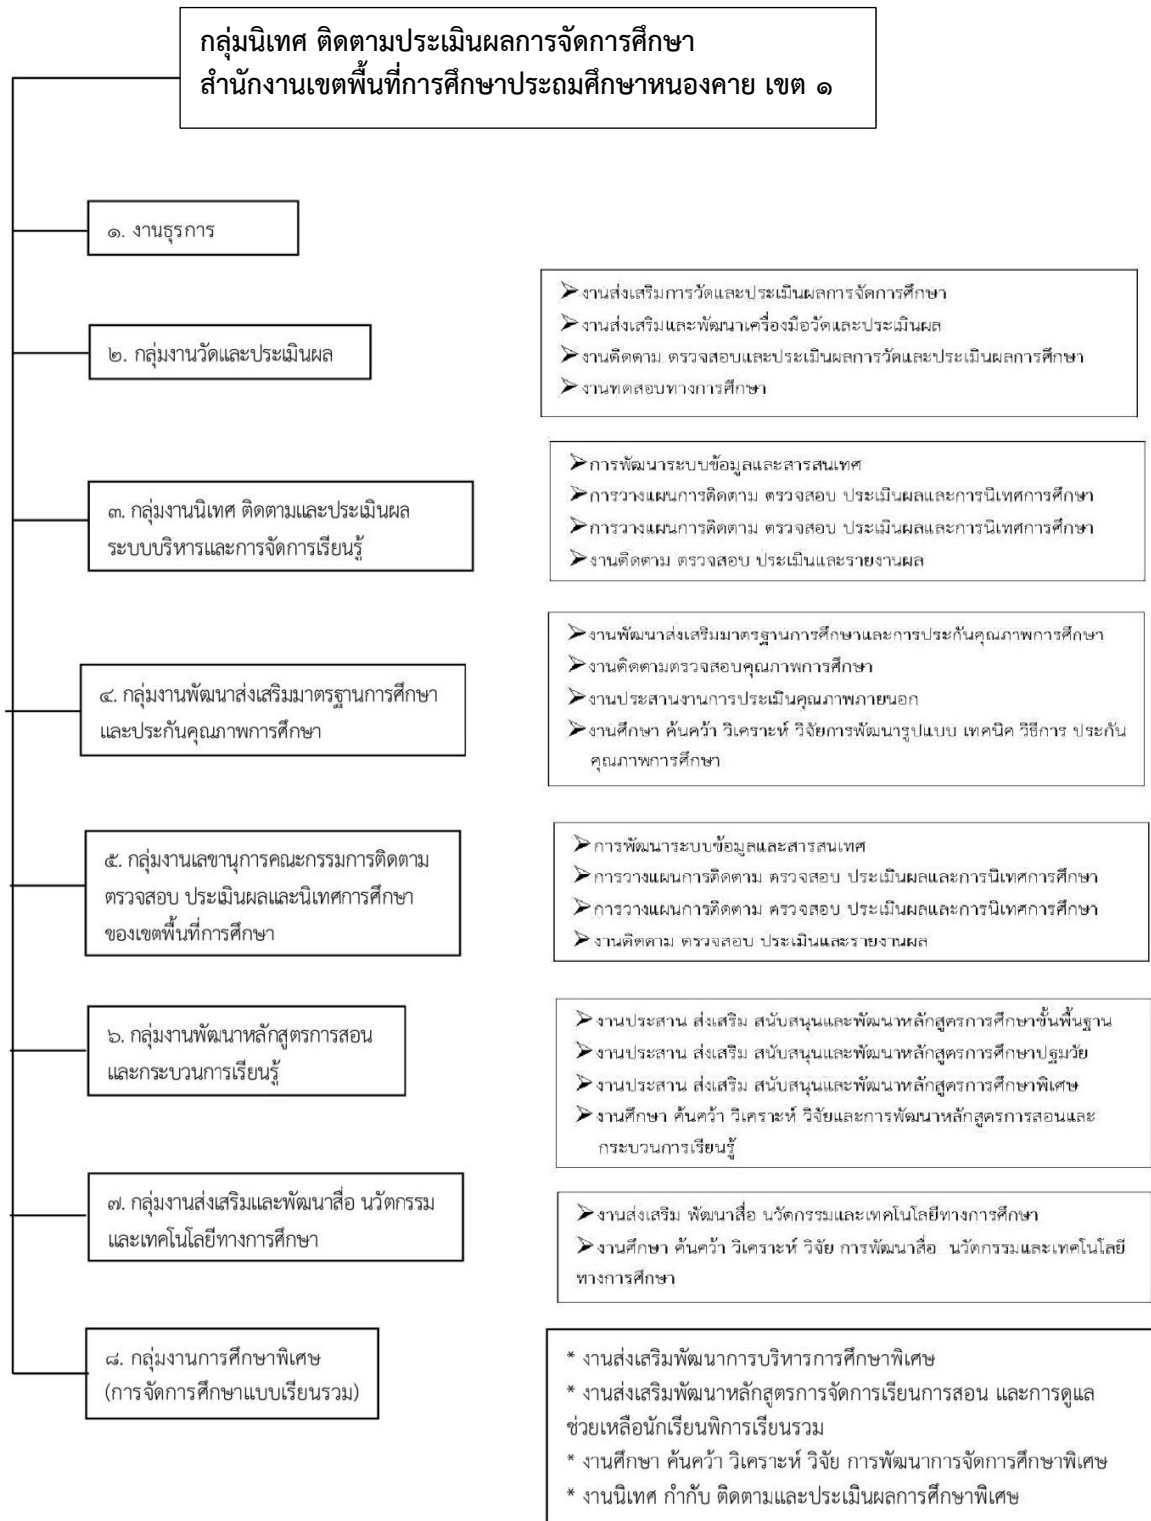 กลุ่มนิเทศ ติดตามประเมินผลการจัดการศึกษา
สำนักงานเขตพื้นที่การศึกษาประถมศึกษาหนองคาย เขต ๑
๑. งานธุรการ
๒. กลุ่มงานวัดและประเมินผล
➢งานส่งเสริมการวัดและประเมินผลการจัดการศึกษา
➢งานส่งเสริมและพัฒนาเครื่องมือวัดและประเมินผล
➢งานติดตาม ตรวจสอบและประเมินผลการวัดและประเมินผลการศึกษา
➢งานทดสอบทางการศึกษา
๓. กลุ่มงานนิเทศ ติดตามและประเมินผล
ระบบบริหารและการจัดการเรียนรู้
➢การพัฒนาระบบข้อมูลและสารสนเทศ
➢การวางแผนการติดตาม ตรวจสอบ ประเมินผลและการนิเทศการศึกษา
➢การวางแผนการติดตาม ตรวจสอบ ประเมินผลและการนิเทศการศึกษา
➢งานติดตาม ตรวจสอบ ประเมินและรายงานผล
๔. กลุ่มงานพัฒนาส่งเสริมมาตรฐานการศึกษา
และประกันคุณภาพการศึกษา
➢งานพัฒนาส่งเสริมมาตรฐานการศึกษาและการประกันคุณภาพการศึกษา
➢งานติดตามตรวจสอบคุณภาพการศึกษา
➢งานประสานงานการประเมินคุณภาพภายนอก
➢งานศึกษา ค้นคว้า วิเคราะห์ วิจัยการพัฒนารูปแบบ เทคนิค วิธีการ ประกัน
คุณภาพการศึกษา
๕. กลุ่มงานเลขานุการคณะกรรมการติดตาม
ตรวจสอบ ประเมินผลและนิเทศการศึกษา
ของเขตพื้นที่การศึกษา
➢การพัฒนาระบบข้อมูลและสารสนเทศ
➢การวางแผนการติดตาม ตรวจสอบ ประเมินผลและการนิเทศการศึกษา
➢การวางแผนการติดตาม ตรวจสอบ ประเมินผลและการนิเทศการศึกษา
➢งานติดตาม ตรวจสอบ ประเมินและรายงานผล
๖. กลุ่มงานพัฒนาหลักสูตรการสอน
และกระบวนการเรียนรู้
➢งานประสาน ส่งเสริม สนับสนุนและพัฒนาหลักสูตรการศึกษาขั้นพื้นฐาน
➢งานประสาน ส่งเสริม สนับสนุนและพัฒนาหลักสูตรการศึกษาปฐมวัย
➢งานประสาน ส่งเสริม สนับสนุนและพัฒนาหลักสูตรการศึกษาพิเศษ
➢งานศึกษา ค้นคว้า วิเคราะห์ วิจัยและการพัฒนาหลักสูตรการสอนและ
กระบวนการเรียนรู้
๗. กลุ่มงานส่งเสริมและพัฒนาสื่อ นวัตกรรม
และเทคโนโลยีทางการศึกษา
➢งานส่งเสริม พัฒนาสื่อ นวัตกรรมและเทคโนโลยีทางการศึกษา
➢งานศึกษา ค้นคว้า วิเคราะห์ วิจัย การพัฒนาสื่อ นวัตกรรมและเทคโนโลยี
ทางการศึกษา
๘. กลุ่มงานการศึกษาพิเศษ
(การจัดการศึกษาแบบเรียนรวม)
* งานส่งเสริมพัฒนาการบริหารการศึกษาพิเศษ
* งานส่งเสริมพัฒนาหลักสูตรการจัดการเรียนการสอน และการดูแล
ช่วยเหลือนักเรียนพิการเรียนรวม
* งานศึกษา ค้นคว้า วิเคราะห์ วิจัย การพัฒนาการจัดการศึกษาพิเศษ
* งานนิเทศ กำกับ ติดตามและประเมินผลการศึกษาพิเศษ